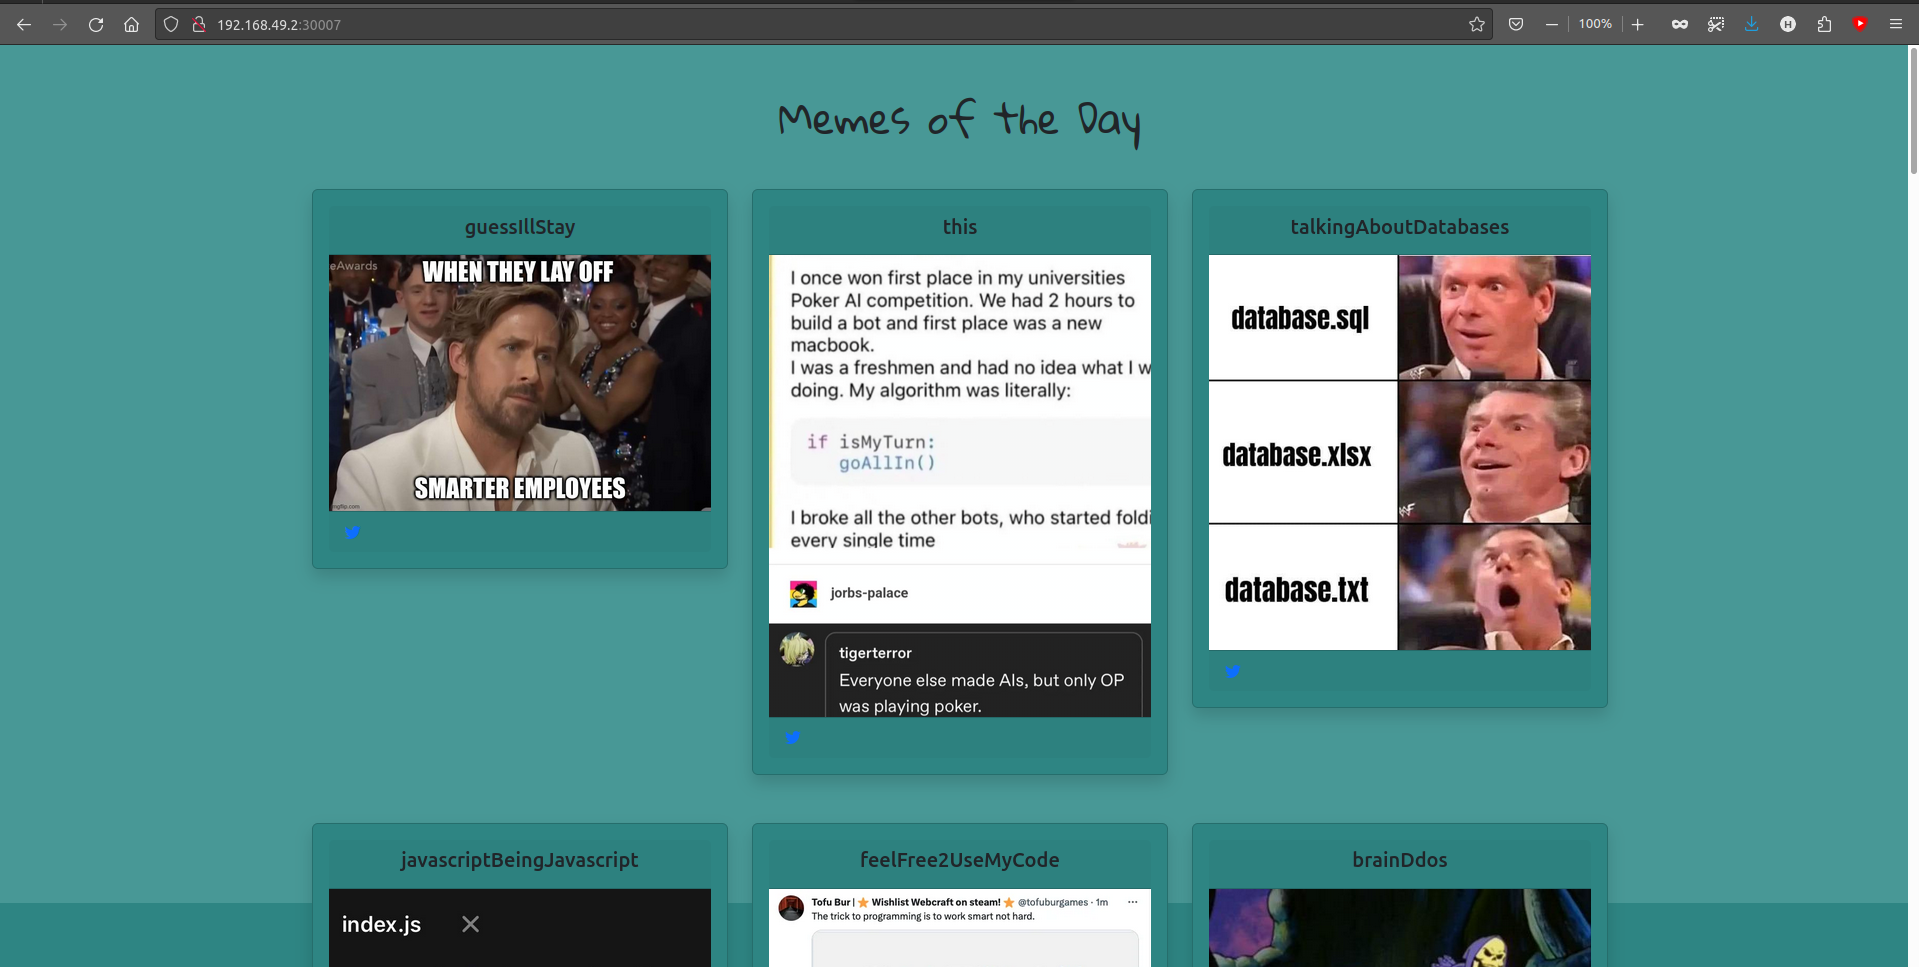 192.168.49.2:30007
100%
H
Memes of the Day
guessIllStay
eAwards
WHEN THEY LAY OFF
SMARTER EMPLOYEES
imgflip.com
this
I once won first place in my universities
Poker AI competition. We had 2 hours to
build a bot and first place was a new
macbook.
I was a freshmen and had no idea what I w
doing. My algorithm was literally:
if isMyTurn:
goAllIn()
I broke all the other bots, who started foldi
every single time
jorbs-palace
tigerterror
Everyone else made AIs, but only OP
was playing poker.
talkingAboutDatabases
database.sql
database.xlsx
database.txt
javascriptBeingJavascript
index.js
feelFree2UseMyCode
Tofu Bur | ⭐ Wishlist Webcraft on steam! ⭐ @tofuburgames · 1m
The trick to programming is to work smart not hard.
brainDdos